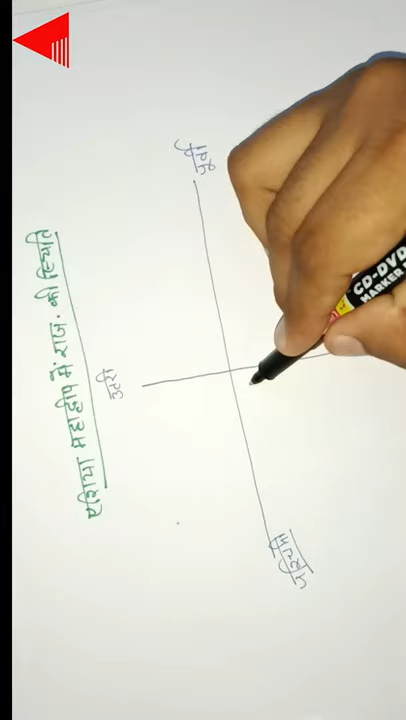 एशिया महाद्वीप में राज. की स्थिति
उत्तरी
पूर्वी
पश्चिमी
CD-DVD
MARKER